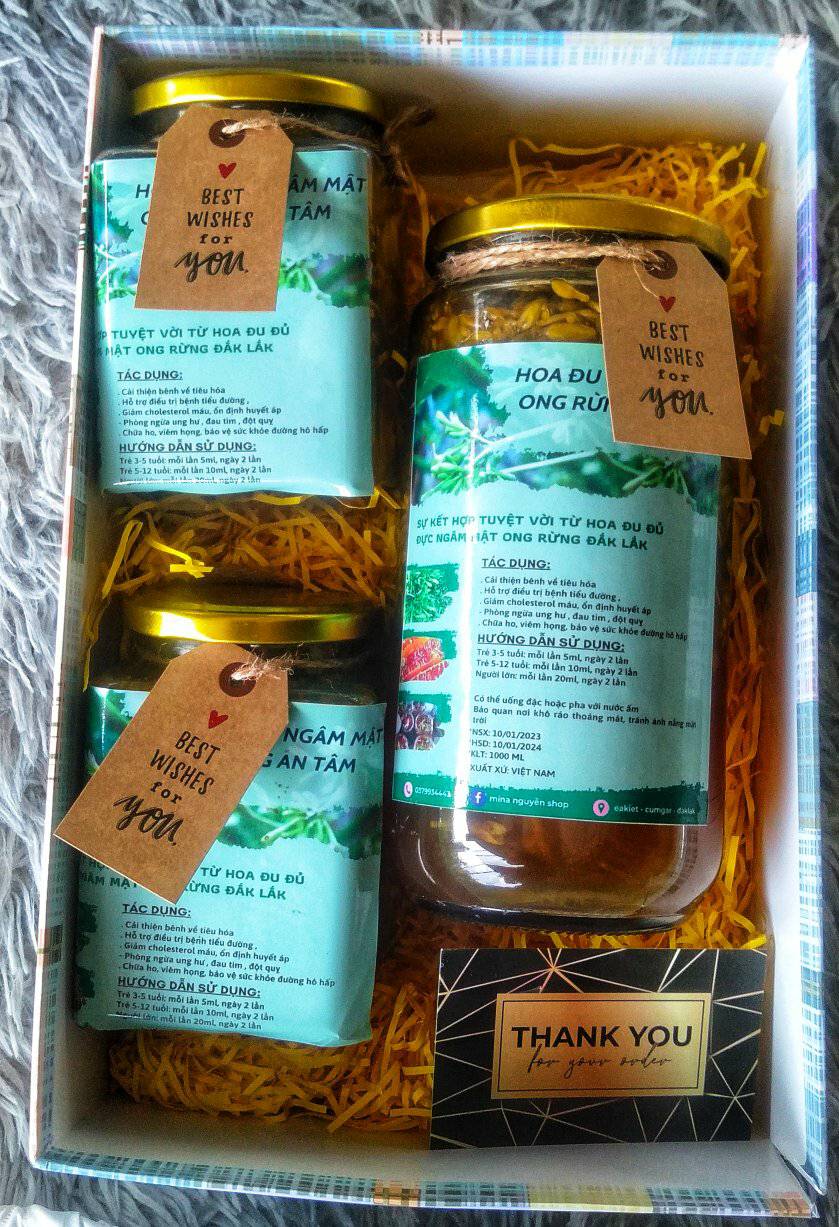 ÂM MẬT
TÂM
BEST
WISHES
for
you.
TUYỆT VỜI TỪ HOA ĐU ĐỦ
MẬT ONG RỪNG ĐẮK LẮK
TÁC DỤNG:
. Cải thiện bênh về tiêu hóa
. Hỗ trợ điều trị bệnh tiểu đường ,
. Giảm cholesterol máu, ổn định huyết áp
- Phòng ngừa ung hư , đau tim , đột quỵ
. Chữa ho, viêm họng, bảo vệ sức khỏe đường hô hấp
HƯỚNG DẪN SỬ DỤNG:
Trẻ 3-5 tuổi: mỗi lần 5ml, ngày 2 lần
Trẻ 5-12 tuổi: mỗi lần 10ml, ngày 2 lần
Người lớn: mỗi lần 20ml, ngày 2 lần
HOA ĐU
ONG RỪN
BEST
WISHES
for
you.
SỰ KẾT HỢP TUYỆT VỜI TỪ HOA ĐU ĐỦ
ĐỰC NGÂM MẬT ONG RỪNG ĐẮK LẮK
TÁC DỤNG:
. Cải thiện bênh về tiêu hóa
. Hỗ trợ điều trị bệnh tiểu đường ,
. Giảm cholesterol máu, ổn định huyết áp
- Phòng ngừa ung hư , đau tim , đột quỵ
. Chữa ho, viêm họng, bảo vệ sức khỏe đường hô hấp
HƯỚNG DẪN SỬ DỤNG:
Trẻ 3-5 tuổi: mỗi lần 5ml, ngày 2 lần
Trẻ 5-12 tuổi: mỗi lần 10ml, ngày 2 lần
Người lớn: mỗi lần 20ml, ngày 2 lần
Có thể uống đặc hoặc pha với nước ấm
Bảo quan nơi khô ráo thoáng mát, tránh ánh nắng mặt
trời
*NSX: 10/01/2023
*HSD: 10/01/2024
*KLT: 1000 ML
XUẤT XỨ: VIỆT NAM
mina nguyên shop
eakiet - cumgar - đaklak
NGÂM MẬT
AN TÂM
BEST
WISHES
for
you.
TỪ HOA ĐU ĐỦ
RỪNG ĐẮK LẮK
TÁC DỤNG:
. Cải thiện bênh về tiêu hóa
. Hỗ trợ điều trị bệnh tiểu đường ,
. Giảm cholesterol máu, ổn định huyết áp
- Phòng ngừa ung hư , đau tim , đột quỵ
. Chữa ho, viêm họng, bảo vệ sức khỏe đường hô hấp
HƯỚNG DẪN SỬ DỤNG:
Trẻ 3-5 tuổi: mỗi lần 5ml, ngày 2 lần
Trẻ 5-12 tuổi: mỗi lần 10ml, ngày 2 lần
Người lớn: mỗi lần 20ml, ngày 2 lần
THANK YOU
for your order